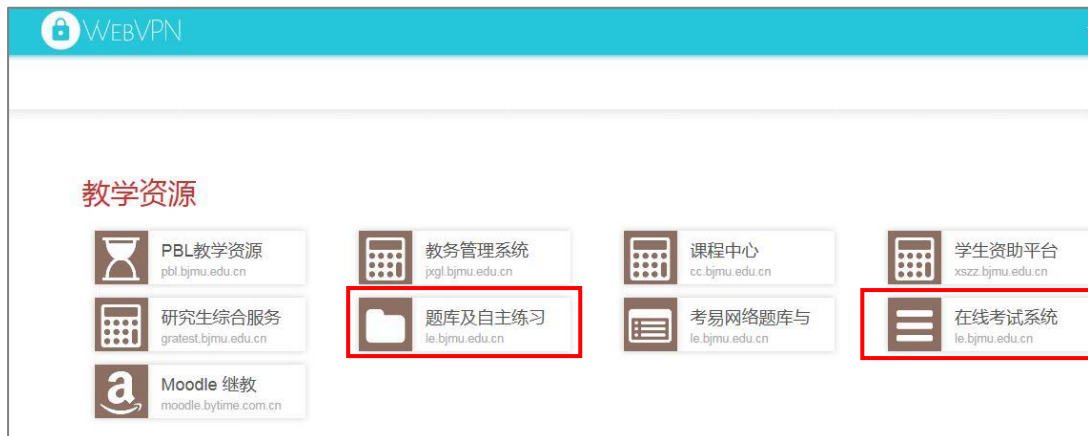 WEBVPN
教学资源
PBL教学资源
pbl.bjmu.edu.cn
教务管理系统
jxgl.bjmu.edu.cn
课程中心
cc.bjmu.edu.cn
学生资助平台
xszz.bjmu.edu.cn
研究生综合服务
gratest.bjmu.edu.cn
题库及自主练习
le.bjmu.edu.cn
考易网络题库与
le.bjmu.edu.cn
在线考试系统
le.bjmu.edu.cn
Moodle 继教
moodle.bytime.com.cn